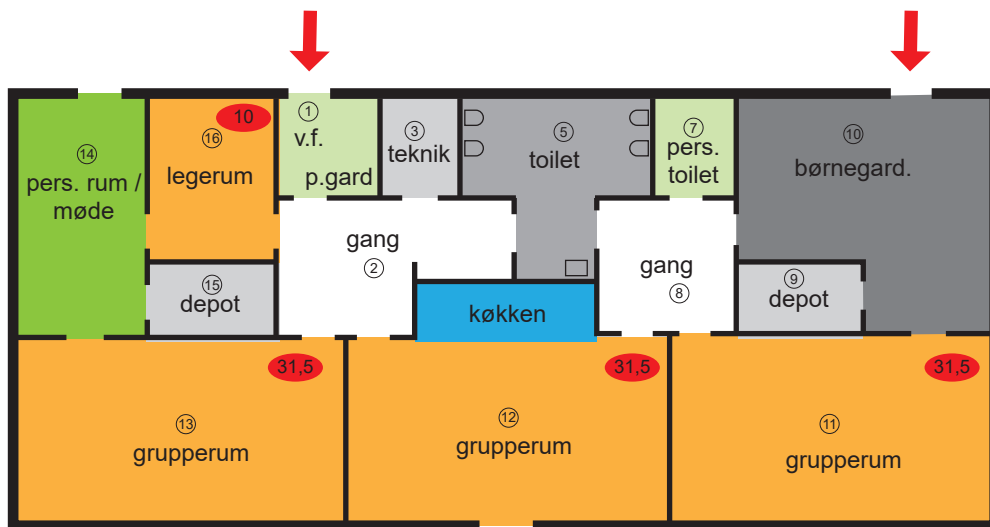 14
pers. rum /
møde
10
16
legerum
15
depot
1
v.f.
p.gard
3
teknik
gang
2
5
toilet
køkken
7
pers.
toilet
gang
8
10
børnegard.
9
depot
31,5
13
grupperum
31,5
12
grupperum
31,5
11
grupperum